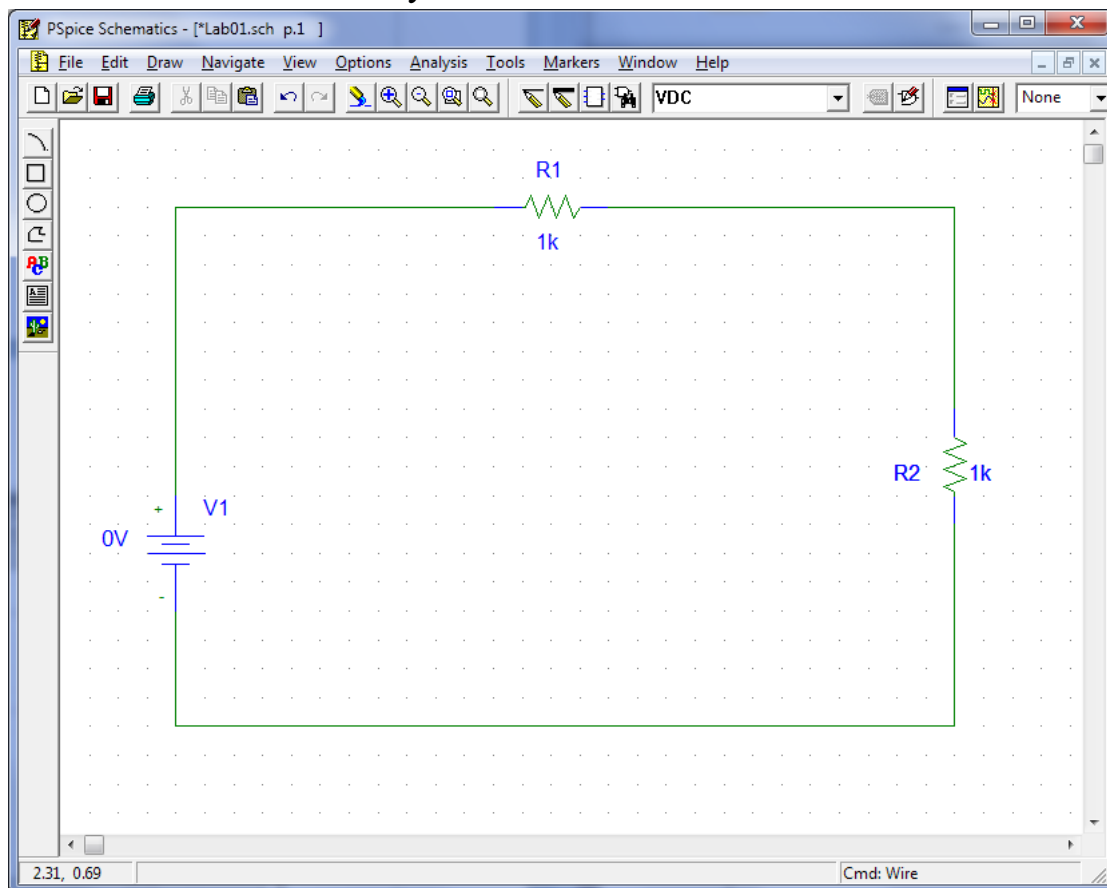 PSpice Schematics - [*Lab01.sch p.1 ]
File Edit Draw Navigate View Options Analysis Tools Markers Window Help
VDC None
ABC
R1
1k
R2 1k
+ V1
0V
-
2.31, 0.69 Cmd: Wire